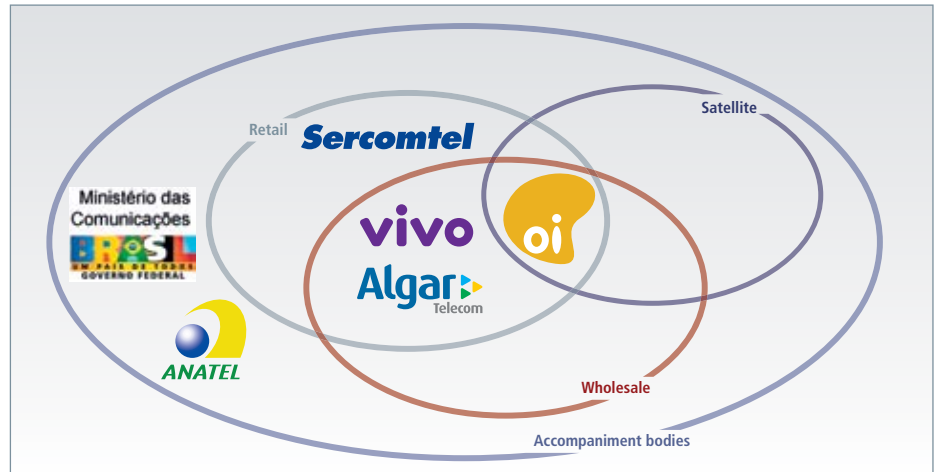 Satellite
Retail
Sercomtel
Ministério das
Comunicações
BRASIL
UM PAÍS DE TODOS
GOVERNO FEDERAL
vivo
oi
Algar
Telecom
ANATEL
Wholesale
Accompaniment bodies